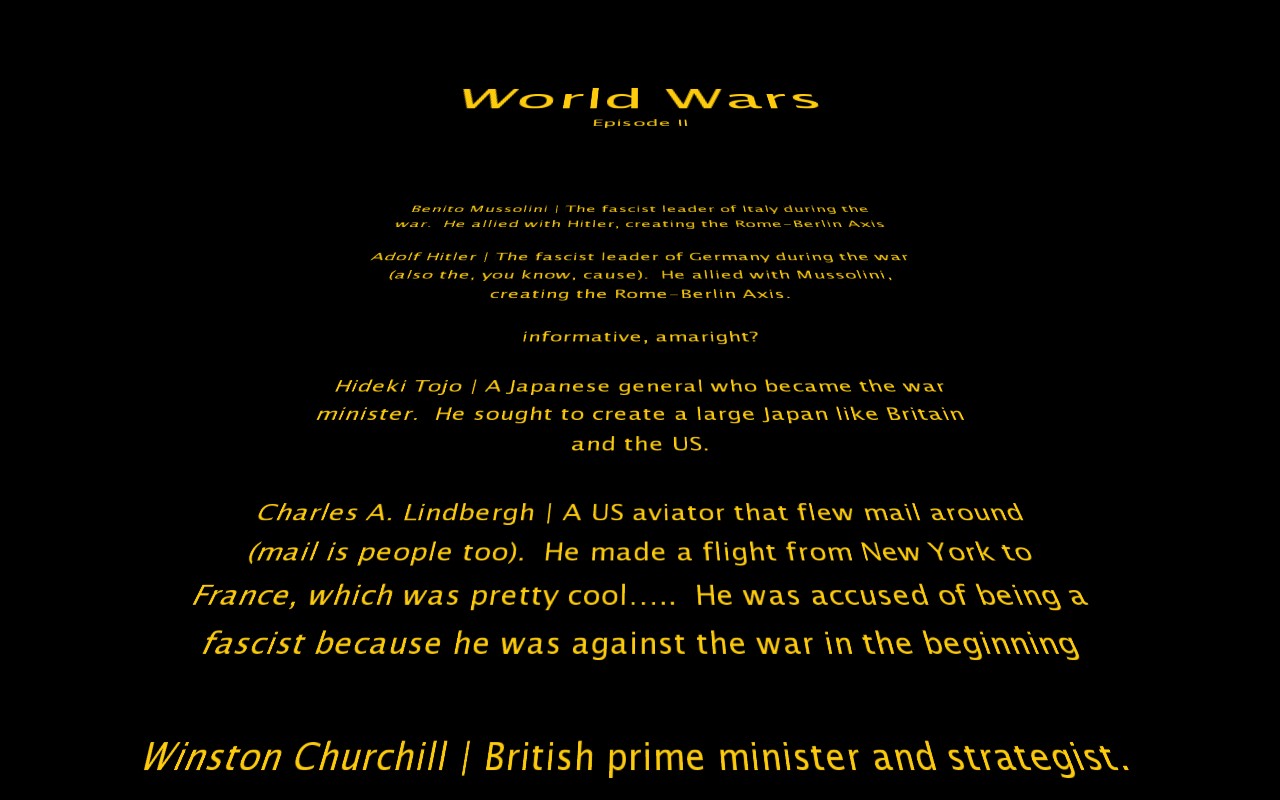 World Wars
Episode II
Benito Mussolini | The fascist leader of Italy during the
war.  He allied with Hitler, creating the Rome-Berlin Axis
Adolf Hitler | The fascist leader of Germany during the war
(also the, you know, cause).  He allied with Mussolini,
creating the Rome-Berlin Axis.
informative, amaright?
Hideki Tojo | A Japanese general who became the war
minister.  He sought to create a large Japan like Britain
and the US.
Charles A. Lindbergh | A US aviator that flew mail around
(mail is people too).  He made a flight from New York to
France, which was pretty cool.....  He was accused of being a
fascist because he was against the war in the beginning
Winston Churchill | British prime minister and strategist.